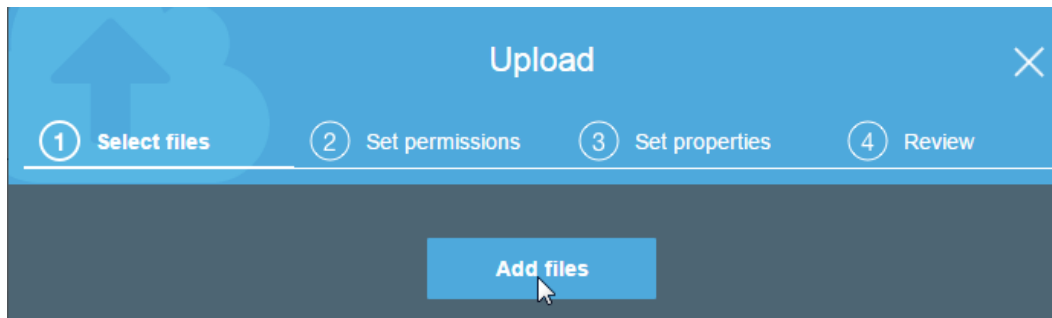 Upload
1 Select files 2 Set permissions 3 Set properties 4 Review
Add files